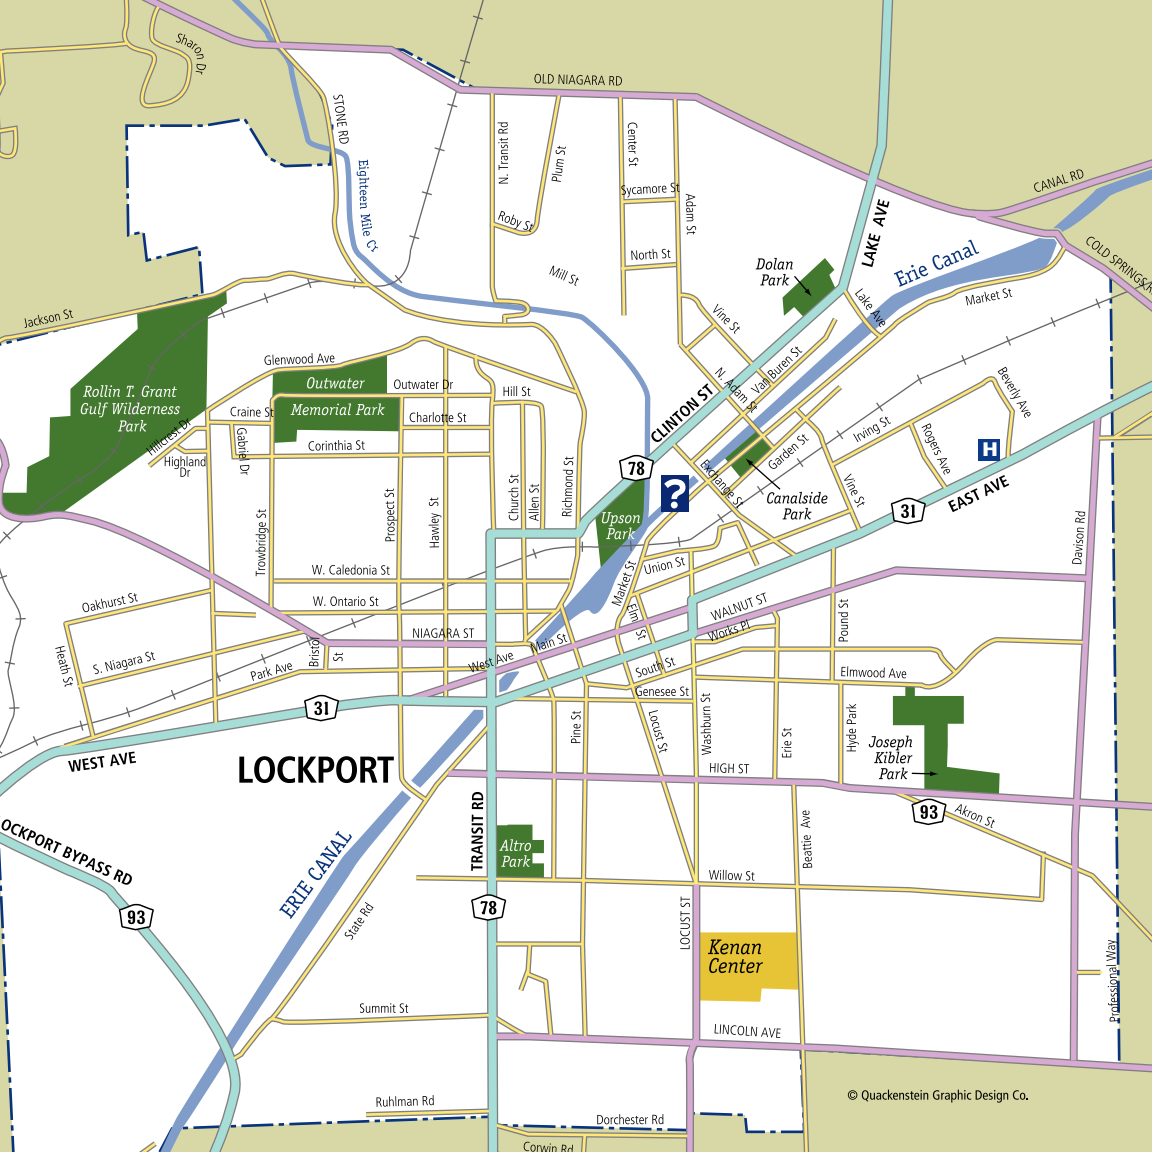 Sharon Dr
OLD NIAGARA RD
STONE RD
Eighteen Mile Cr
N. Transit Rd
Plum St
Center St
Sycamore St
Adam St
Roby St
North St
Mill St
CANAL RD
COLD SPRINGS R
LAKE AVE
Erie Canal
Dolan
Park
Lake Ave
Market St
Jackson St
Vine St
Van Buren St
N. Adam St
CLINTON ST
Glenwood Ave
Outwater
Memorial Park
Outwater Dr
Hill St
Rollin T. Grant
Gulf Wilderness
Park
Craine St
Charlotte St
Hillcrest Dr
Gabriel Dr
Corinthia St
Highland
Dr
Beverly Ave
Irving St
Rogers Ave
H
Garden St
Exchange St
78
?
Canalside
Park
Vine St
31
EAST AVE
Upson
Park
Church St
Allen St
Richmond St
Prospect St
Hawley St
Trowbridge St
Davison Rd
W. Caledonia St
Union St
Market St
Elm St
W. Ontario St
Oakhurst St
WALNUT ST
Works Pl
Pound St
NIAGARA ST
Main St
Bristol
St
West Ave
South St
Heath St
S. Niagara St
Park Ave
Genesee St
Elmwood Ave
31
Pine St
Locust St
Washburn St
Erie St
Hyde Park
Joseph
Kibler
Park
WEST AVE
LOCKPORT
HIGH ST
93
Akron St
TRANSIT RD
Beattie Ave
OCKPORT BYPASS RD
ERIE CANAL
Altro
Park
Willow St
93
78
State Rd
LOCUST ST
Kenan
Center
Professional Way
Summit St
LINCOLN AVE
Ruhlman Rd
Dorchester Rd
Corwin Rd
© Quackenstein Graphic Design Co.